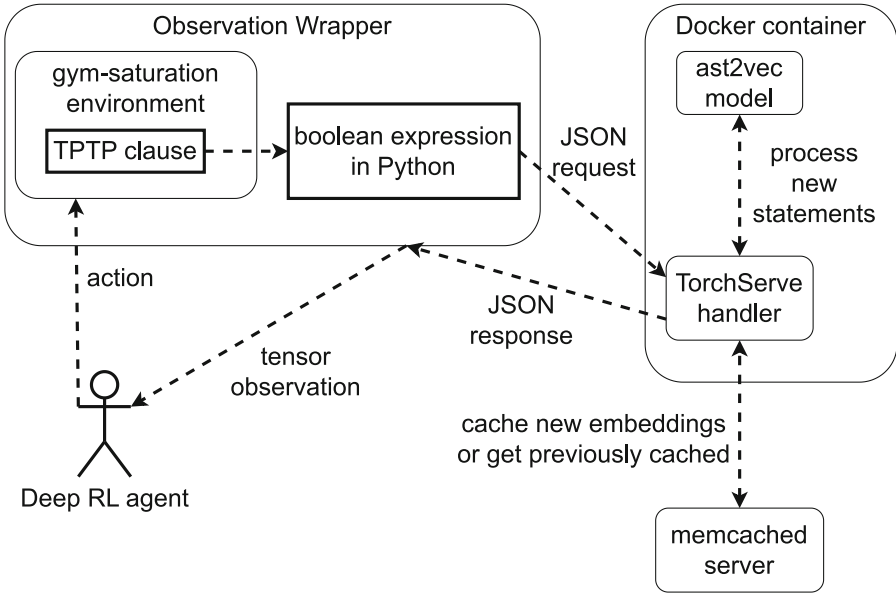 Observation Wrapper
gym-saturation
environment
TPTP clause
boolean expression
in Python
action
tensor
observation
Deep RL agent
JSON
request
JSON
response
Docker container
ast2vec
model
process
new
statements
TorchServe
handler
cache new embeddings
or get previously cached
memcached
server